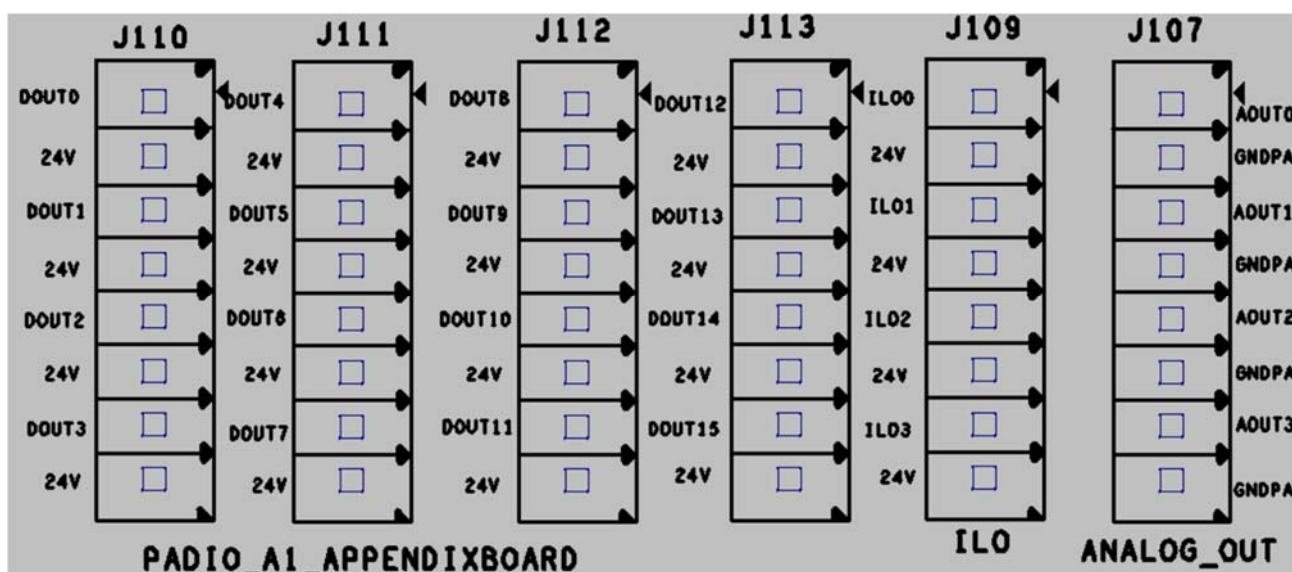 J110 J111 J112 J113 J109 J107
DOUT0 DOUT4 DOUT8 DOUT12 ILO0 AOUT0
24V 24V 24V 24V 24V GNDPA
DOUT1 DOUT5 DOUT9 DOUT13 ILO1 AOUT1
24V 24V 24V 24V 24V GNDPA
DOUT2 DOUT6 DOUT10 DOUT14 ILO2 AOUT2
24V 24V 24V 24V 24V GNDPA
DOUT3 DOUT7 DOUT11 DOUT15 ILO3 AOUT3
24V 24V 24V 24V 24V GNDPA
PADIO_A1_APPENDIXBOARD ILO ANALOG_OUT